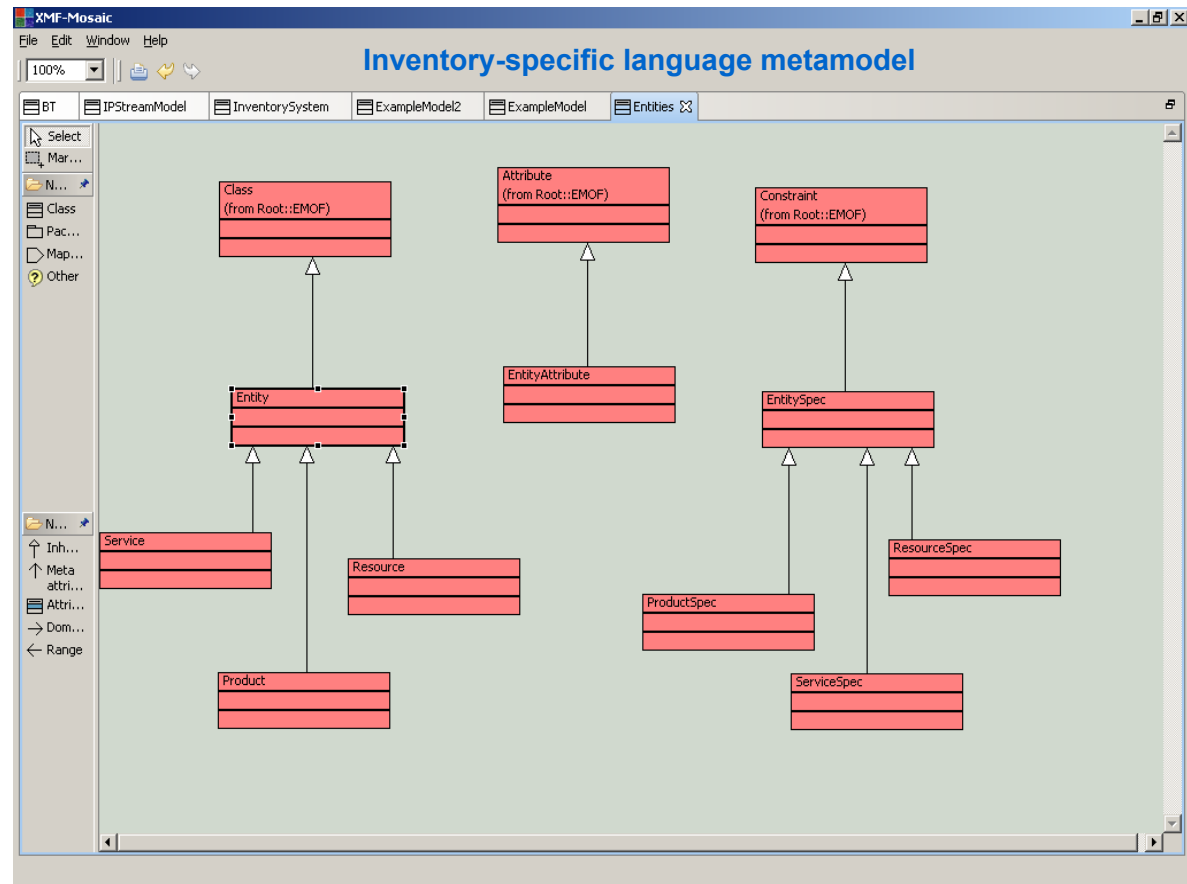 XMF-Mosaic
File Edit Window Help
Inventory-specific language metamodel
100%
BT IPStreamModel InventorySystem ExampleModel2 ExampleModel Entities
Select
Mar...
N...
Class
Pac...
Map...
Other
N...
Inh...
Meta
attri...
Attri...
Dom...
Range
Class
(from Root::EMOF)
Attribute
(from Root::EMOF)
Constraint
(from Root::EMOF)
Entity
EntityAttribute
EntitySpec
Service
Resource
Product
ResourceSpec
ProductSpec
ServiceSpec